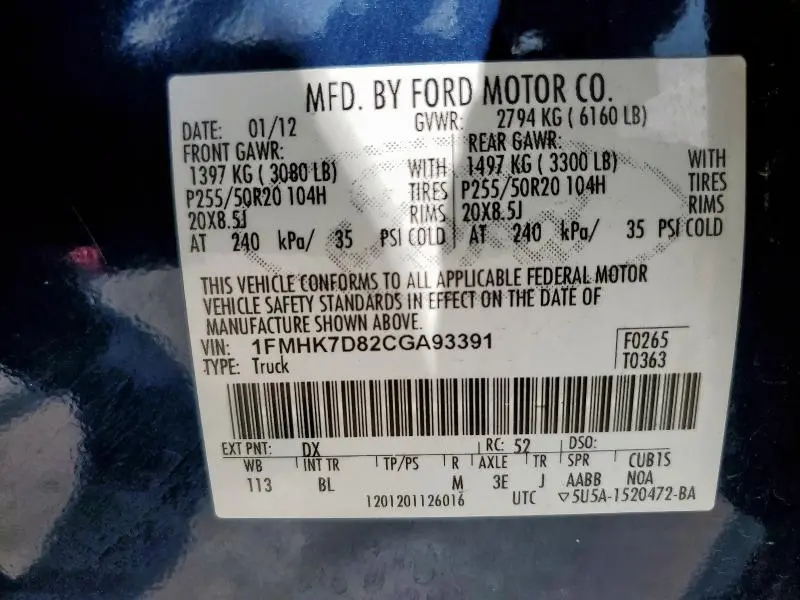 MFD. BY FORD MOTOR CO.
DATE: 01/12 GVWR: 2794 KG ( 6160 LB)
FRONT GAWR: REAR GAWR:
1397 KG ( 3080 LB) WITH 1497 KG ( 3300 LB) WITH
P255/50R20 104H TIRES P255/50R20 104H TIRES
20X8.5J RIMS 20X8.5J RIMS
AT 240 kPa/ 35 PSI COLD AT 240 kPa/ 35 PSI COLD
THIS VEHICLE CONFORMS TO ALL APPLICABLE FEDERAL MOTOR
VEHICLE SAFETY STANDARDS IN EFFECT ON THE DATE OF
MANUFACTURE SHOWN ABOVE.
VIN: 1FMHK7D82CGA93391 F0265
TYPE: Truck T0363
EXT PNT: DX RC: 52 DSO:
WB INT TR TP/PS R AXLE TR SPR CUB1S
113 BL M 3E J AABB N0A
1201201126016 UTC ▽5U5A-1520472-BA